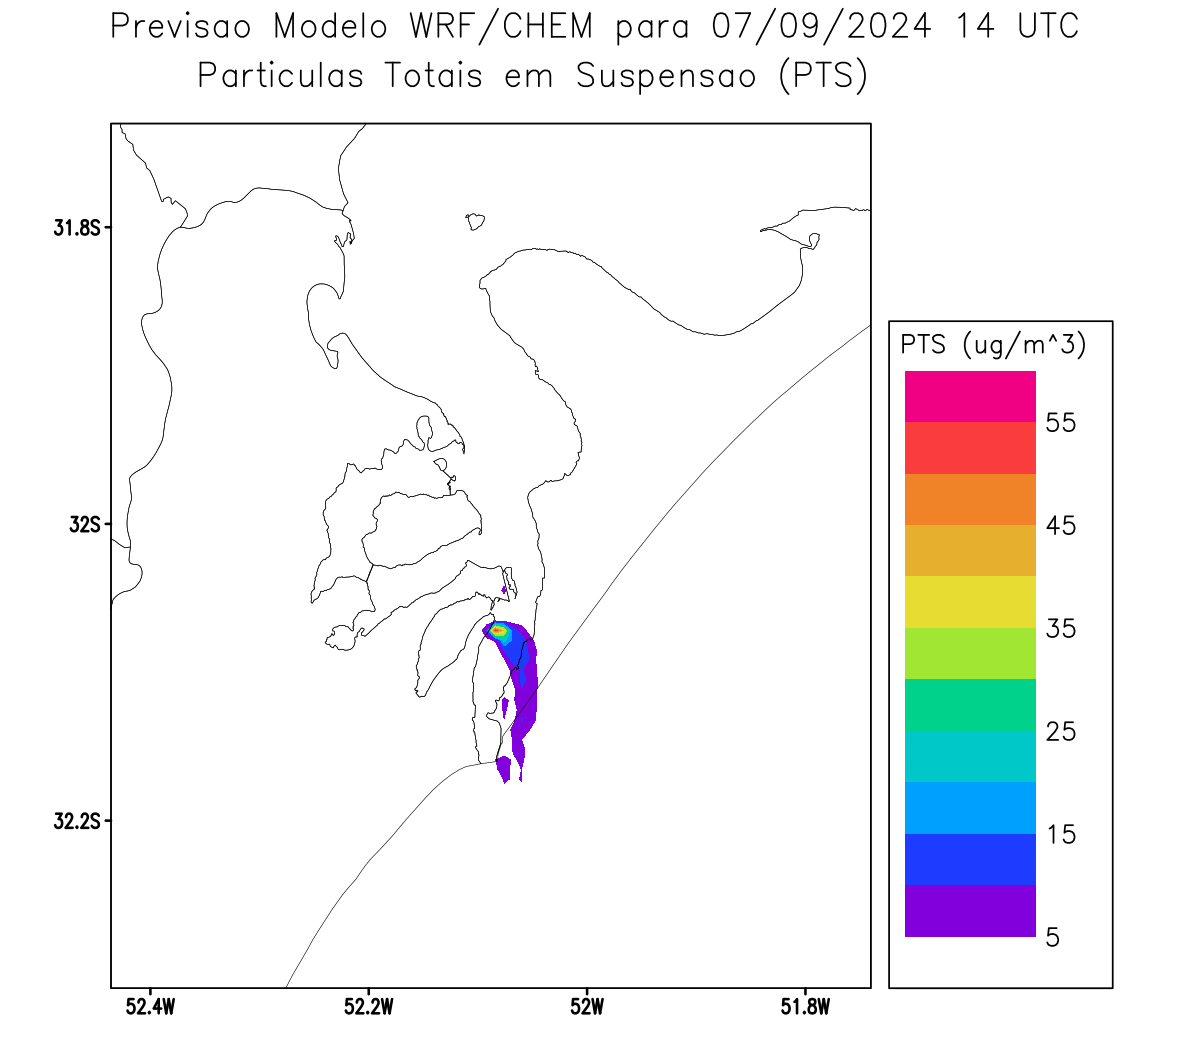 Previsao Modelo WRF/CHEM para 07/09/2024 14 UTC
Particulas Totais em Suspensao (PTS)
31.8S
32S
32.2S
52.4W
52.2W
52W
51.8W
PTS (ug/m^3)
55
45
35
25
15
5